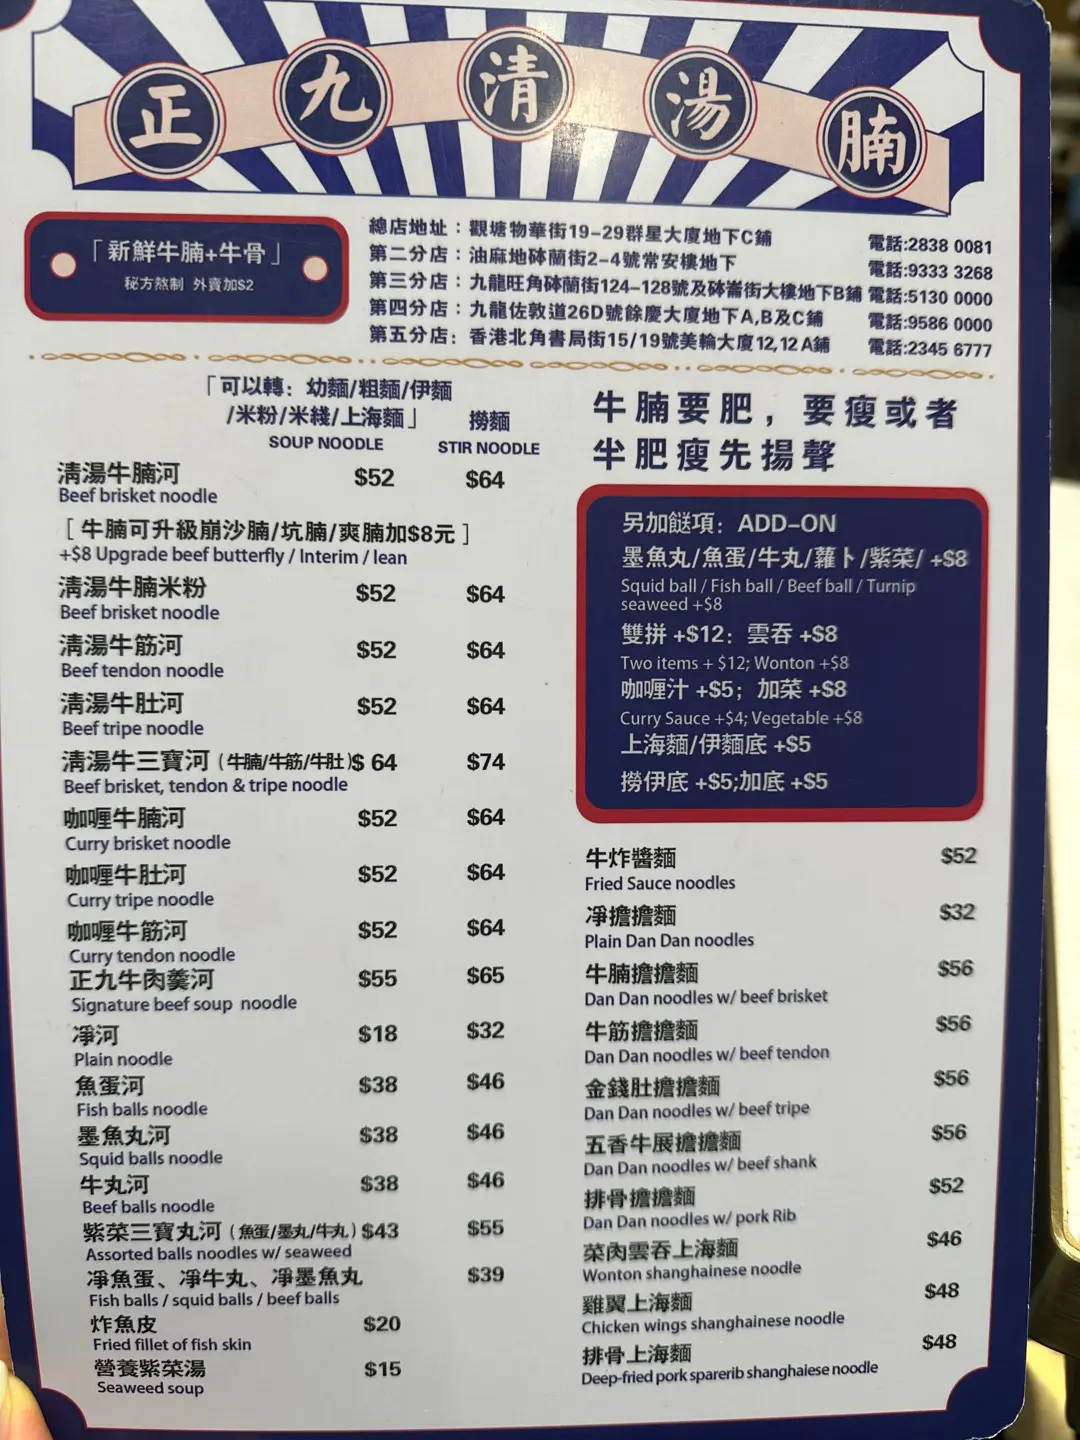 正九清湯腩
「新鮮牛腩+牛骨」
秘方熬制 外賣加$2
總店地址：觀塘物華街19-29群星大廈地下C鋪 電話:2838 0081
第二分店：油麻地砵蘭街2-4號常安樓地下 電話:9333 3268
第三分店：九龍旺角砵蘭街124-128號及砵崙街大樓地下B鋪 電話:5130 0000
第四分店：九龍佐敦道26D號餘慶大廈地下A,B及C鋪 電話:9586 0000
第五分店：香港北角書局街15/19號美輪大廈12,12A鋪 電話:2345 6777
「可以轉：幼麵/粗麵/伊麵
/米粉/米綫/上海麵」 撈麵
SOUP NOODLE STIR NOODLE
清湯牛腩河 $52 $64
Beef brisket noodle
［牛腩可升級崩沙腩/坑腩/爽腩加$8元］
+$8 Upgrade beef butterfly / Interim / lean
清湯牛腩米粉 $52 $64
Beef brisket noodle
清湯牛筋河 $52 $64
Beef tendon noodle
清湯牛肚河 $52 $64
Beef tripe noodle
清湯牛三寶河（牛腩/牛筋/牛肚）$ 64 $74
Beef brisket, tendon & tripe noodle
咖喱牛腩河 $52 $64
Curry brisket noodle
咖喱牛肚河 $52 $64
Curry tripe noodle
咖喱牛筋河 $52 $64
Curry tendon noodle
正九牛肉羹河 $55 $65
Signature beef soup noodle
凈河 $18 $32
Plain noodle
魚蛋河 $38 $46
Fish balls noodle
墨魚丸河 $38 $46
Squid balls noodle
牛丸河 $38 $46
Beef balls noodle
紫菜三寶丸河（魚蛋/墨丸/牛丸）$43 $55
Assorted balls noodles w/ seaweed
凈魚蛋、凈牛丸、凈墨魚丸 $39
Fish balls / squid balls / beef balls
炸魚皮 $20
Fried fillet of fish skin
營養紫菜湯 $15
Seaweed soup
牛腩要肥，要瘦或者
半肥瘦先揚聲
另加餸項：ADD-ON
墨魚丸/魚蛋/牛丸/蘿卜/紫菜/ +$8
Squid ball / Fish ball / Beef ball / Turnip
seaweed +$8
雙拼 +$12：雲吞 +$8
Two items + $12; Wonton +$8
咖喱汁 +$5；加菜 +$8
Curry Sauce +$4; Vegetable +$8
上海麵/伊麵底 +$5
撈伊底 +$5;加底 +$5
牛炸醬麵 $52
Fried Sauce noodles
凈擔擔麵 $32
Plain Dan Dan noodles
牛腩擔擔麵 $56
Dan Dan noodles w/ beef brisket
牛筋擔擔麵 $56
Dan Dan noodles w/ beef tendon
金錢肚擔擔麵 $56
Dan Dan noodles w/ beef tripe
五香牛展擔擔麵 $56
Dan Dan noodles w/ beef shank
排骨擔擔麵 $52
Dan Dan noodles w/ pork Rib
菜肉雲吞上海麵 $46
Wonton shanghainese noodle
雞翼上海麵 $48
Chicken wings shanghainese noodle
排骨上海麵 $48
Deep-fried pork sparerib shanghaiese noodle